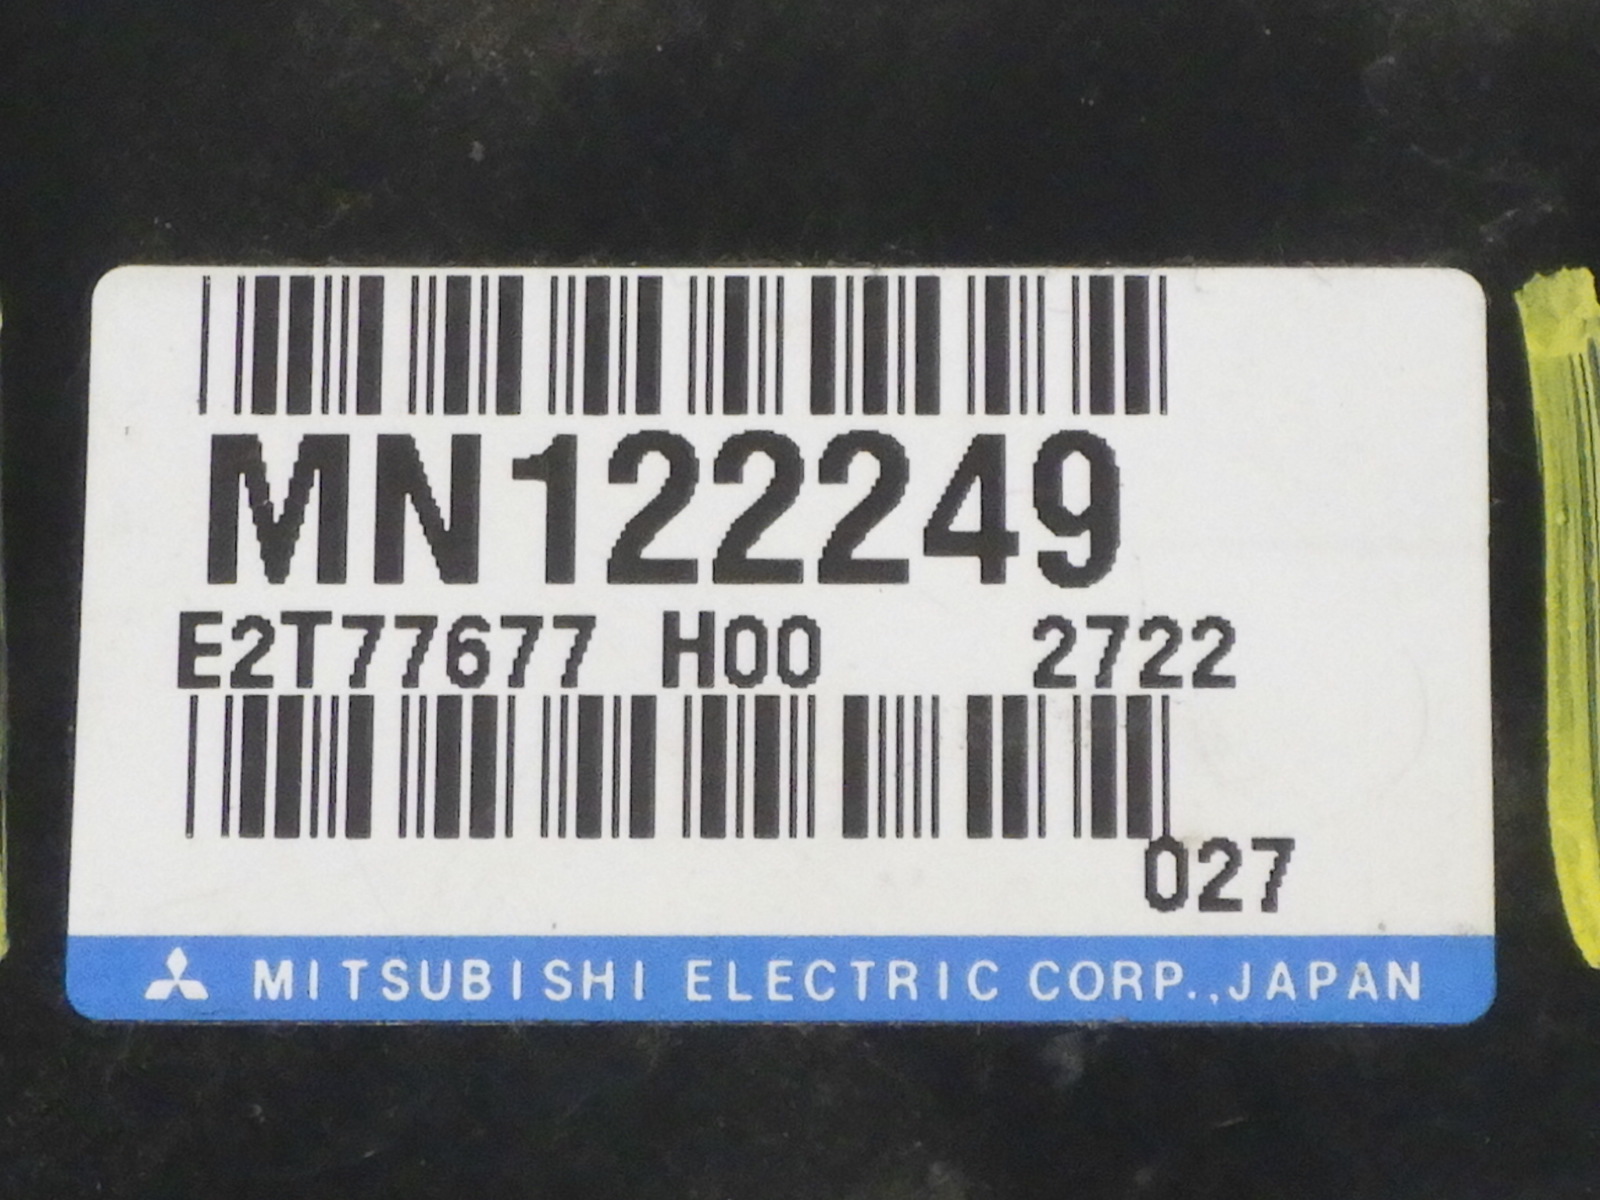 MN122249
E2T77677 H00 2722
027
MITSUBISHI ELECTRIC CORP.,JAPAN